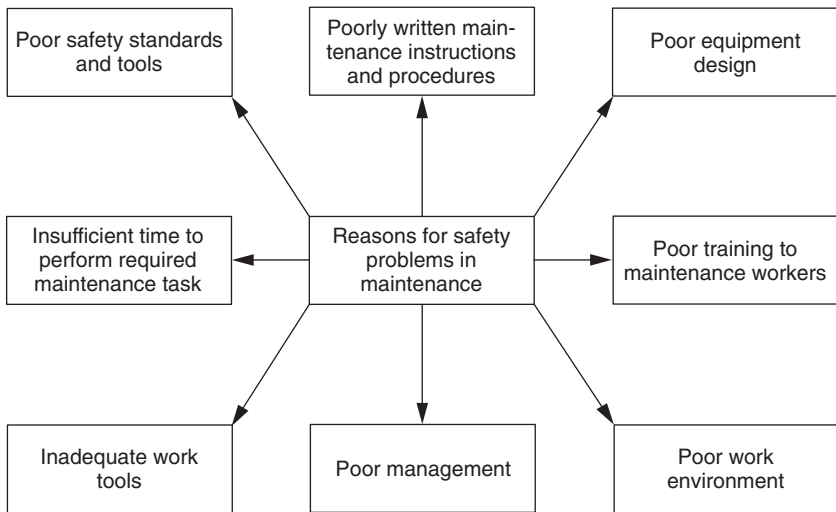 Poor safety standards
and tools
Poorly written main-
tenance instructions
and procedures
Poor equipment
design
Insufficient time to
perform required
maintenance task
Reasons for safety
problems in
maintenance
Poor training to
maintenance workers
Inadequate work
tools
Poor management
Poor work
environment